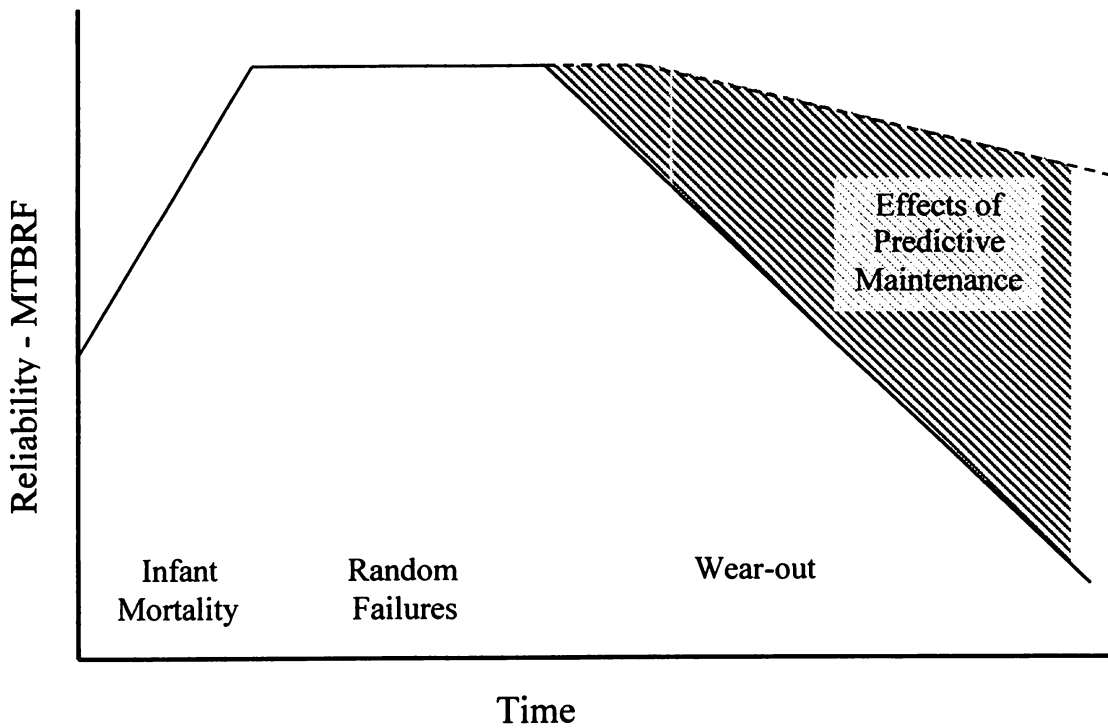 Reliability - MTBRF
Effects of
Predictive
Maintenance
Infant
Mortality
Random
Failures
Wear-out
Time